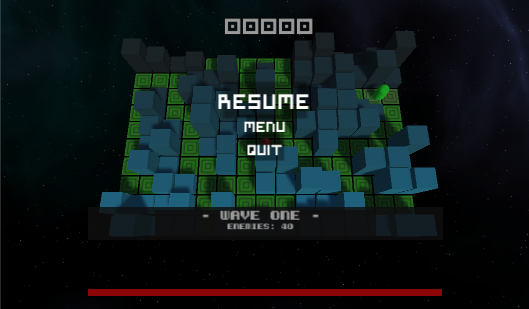 RESUME
MENU
QUIT
- WAVE ONE -
ENEMIES: 40